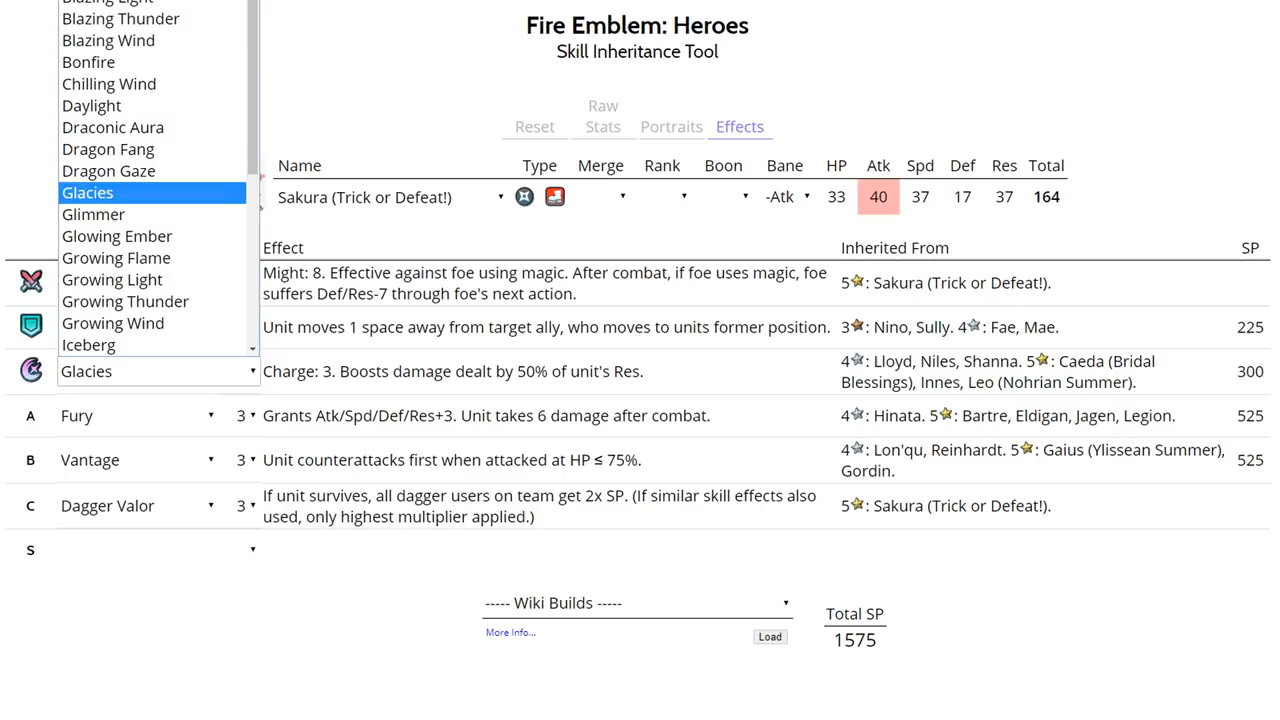 Blazing Light
Blazing Thunder
Blazing Wind
Bonfire
Chilling Wind
Daylight
Draconic Aura
Dragon Fang
Dragon Gaze
Glacies
Glimmer
Glowing Ember
Growing Flame
Growing Light
Growing Thunder
Growing Wind
Iceberg
Fire Emblem: Heroes
Skill Inheritance Tool
Reset Raw Stats Portraits Effects
Name Type Merge Rank Boon Bane HP Atk Spd Def Res Total
Sakura (Trick or Defeat!) -Atk 33 40 37 17 37 164
Effect Inherited From SP
Might: 8. Effective against foe using magic. After combat, if foe uses magic, foe
suffers Def/Res-7 through foe's next action.
5: Sakura (Trick or Defeat!).
Unit moves 1 space away from target ally, who moves to units former position. 3: Nino, Sully. 4: Fae, Mae. 225
Glacies Charge: 3. Boosts damage dealt by 50% of unit's Res.
4: Lloyd, Niles, Shanna. 5: Caeda (Bridal
Blessings), Innes, Leo (Nohrian Summer).
300
A Fury 3 Grants Atk/Spd/Def/Res+3. Unit takes 6 damage after combat. 4: Hinata. 5: Bartre, Eldigan, Jagen, Legion. 525
B Vantage 3 Unit counterattacks first when attacked at HP ≤ 75%.
4: Lon'qu, Reinhardt. 5: Gaius (Ylissean Summer),
Gordin.
525
C Dagger Valor 3
If unit survives, all dagger users on team get 2x SP. (If similar skill effects also
used, only highest multiplier applied.)
5: Sakura (Trick or Defeat!).
S
----- Wiki Builds -----
More Info...
Load
Total SP
1575